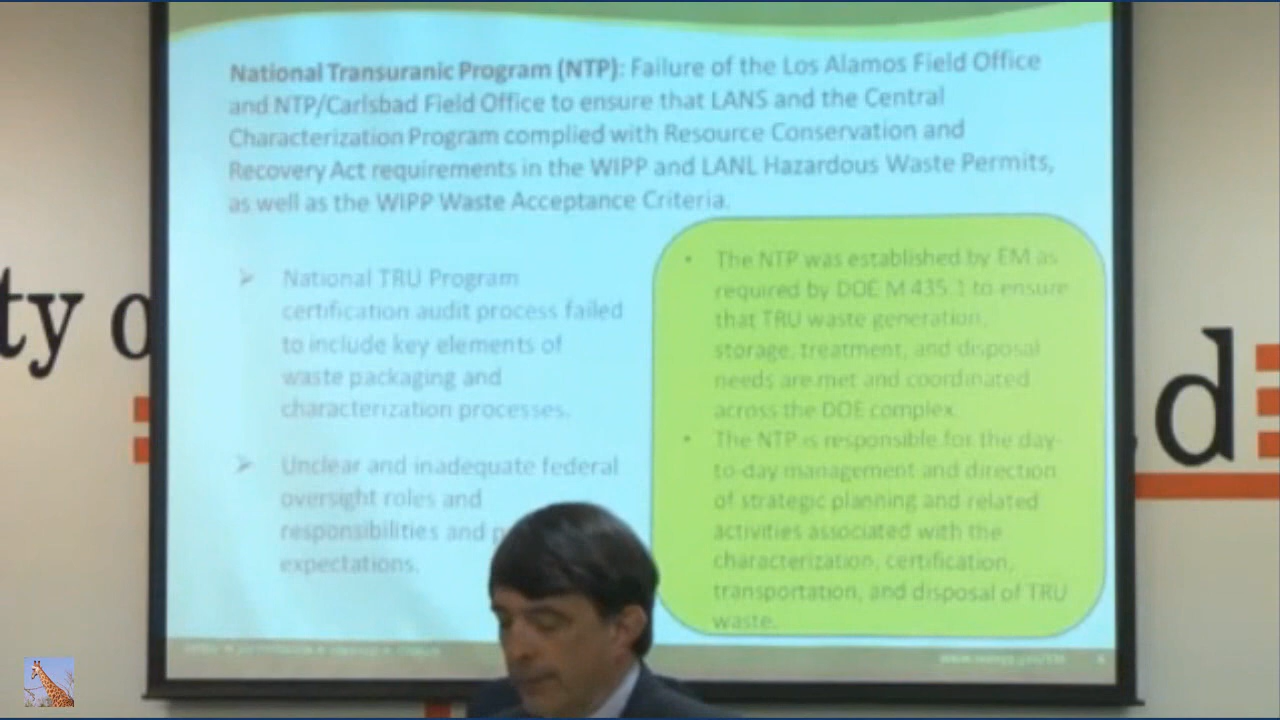 National Transuranic Program (NTP): Failure of the Los Alamos Field Office
and NTP/Carlsbad Field Office to ensure that LANS and the Central
Characterization Program complied with Resource Conservation and
Recovery Act requirements in the WIPP and LANL Hazardous Waste Permits,
as well as the WIPP Waste Acceptance Criteria.
➢ National TRU Program
certification audit process failed
to include key elements of
waste packaging and
characterization processes.
➢ Unclear and inadequate federal
oversight roles and
responsibilities and
expectations.
• The NTP was established by EM as
required by DOE M 435.1 to ensure
that TRU waste generation,
storage, treatment, and disposal
needs are met and coordinated
across the DOE complex.
• The NTP is responsible for the day-
to-day management and direction
of strategic planning and related
activities associated with the
characterization, certification,
transportation, and disposal of TRU
waste.
ty o
d